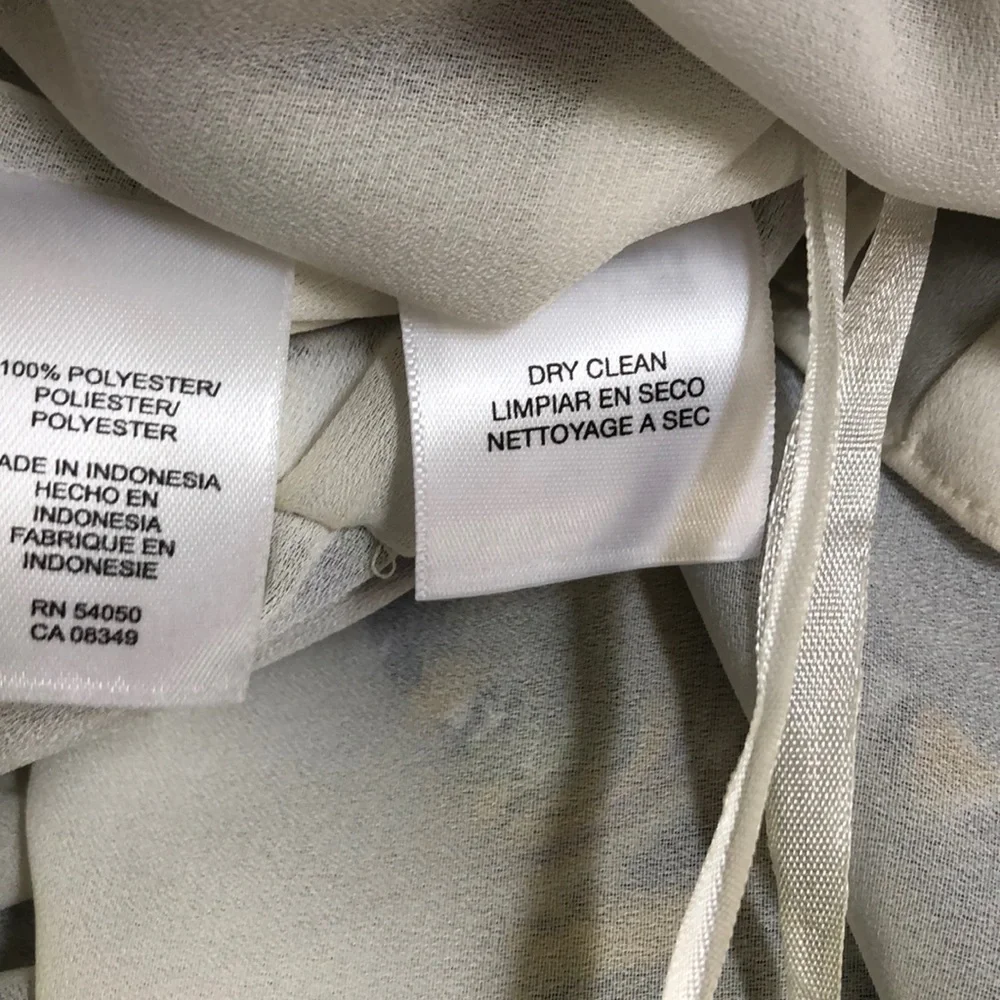 100% POLYESTER/
POLIESTER/
POLYESTER
ADE IN INDONESIA
HECHO EN
INDONESIA
FABRIQUE EN
INDONESIE
RN 54050
CA 08349
DRY CLEAN
LIMPIAR EN SECO
NETTOYAGE A SEC